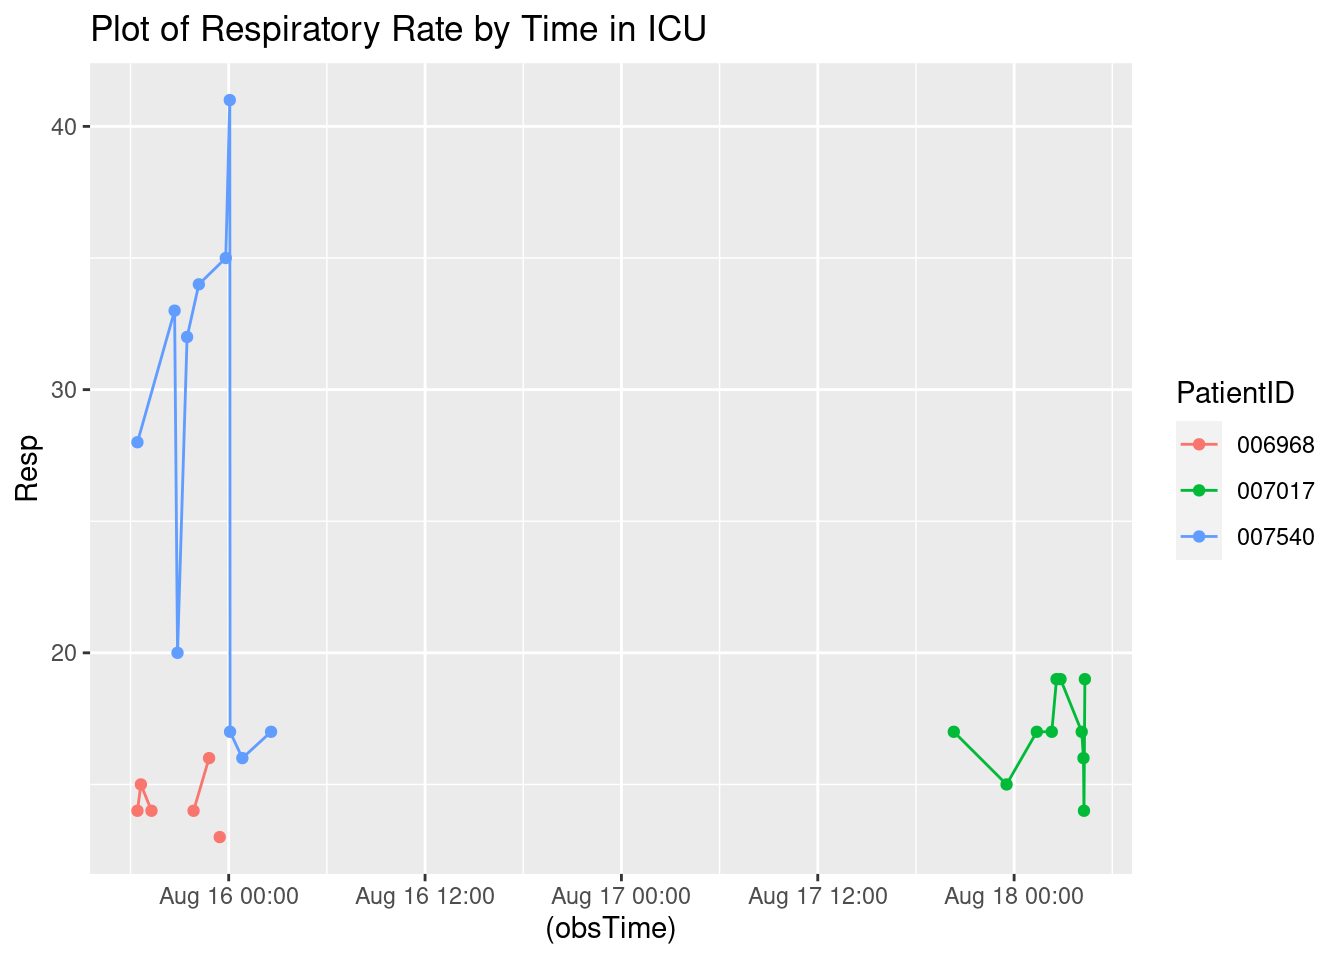 Plot of Respiratory Rate by Time in ICU
40
30
20
Resp
Aug 16 00:00
Aug 16 12:00
Aug 17 00:00
Aug 17 12:00
Aug 18 00:00
(obsTime)
PatientID
006968
007017
007540